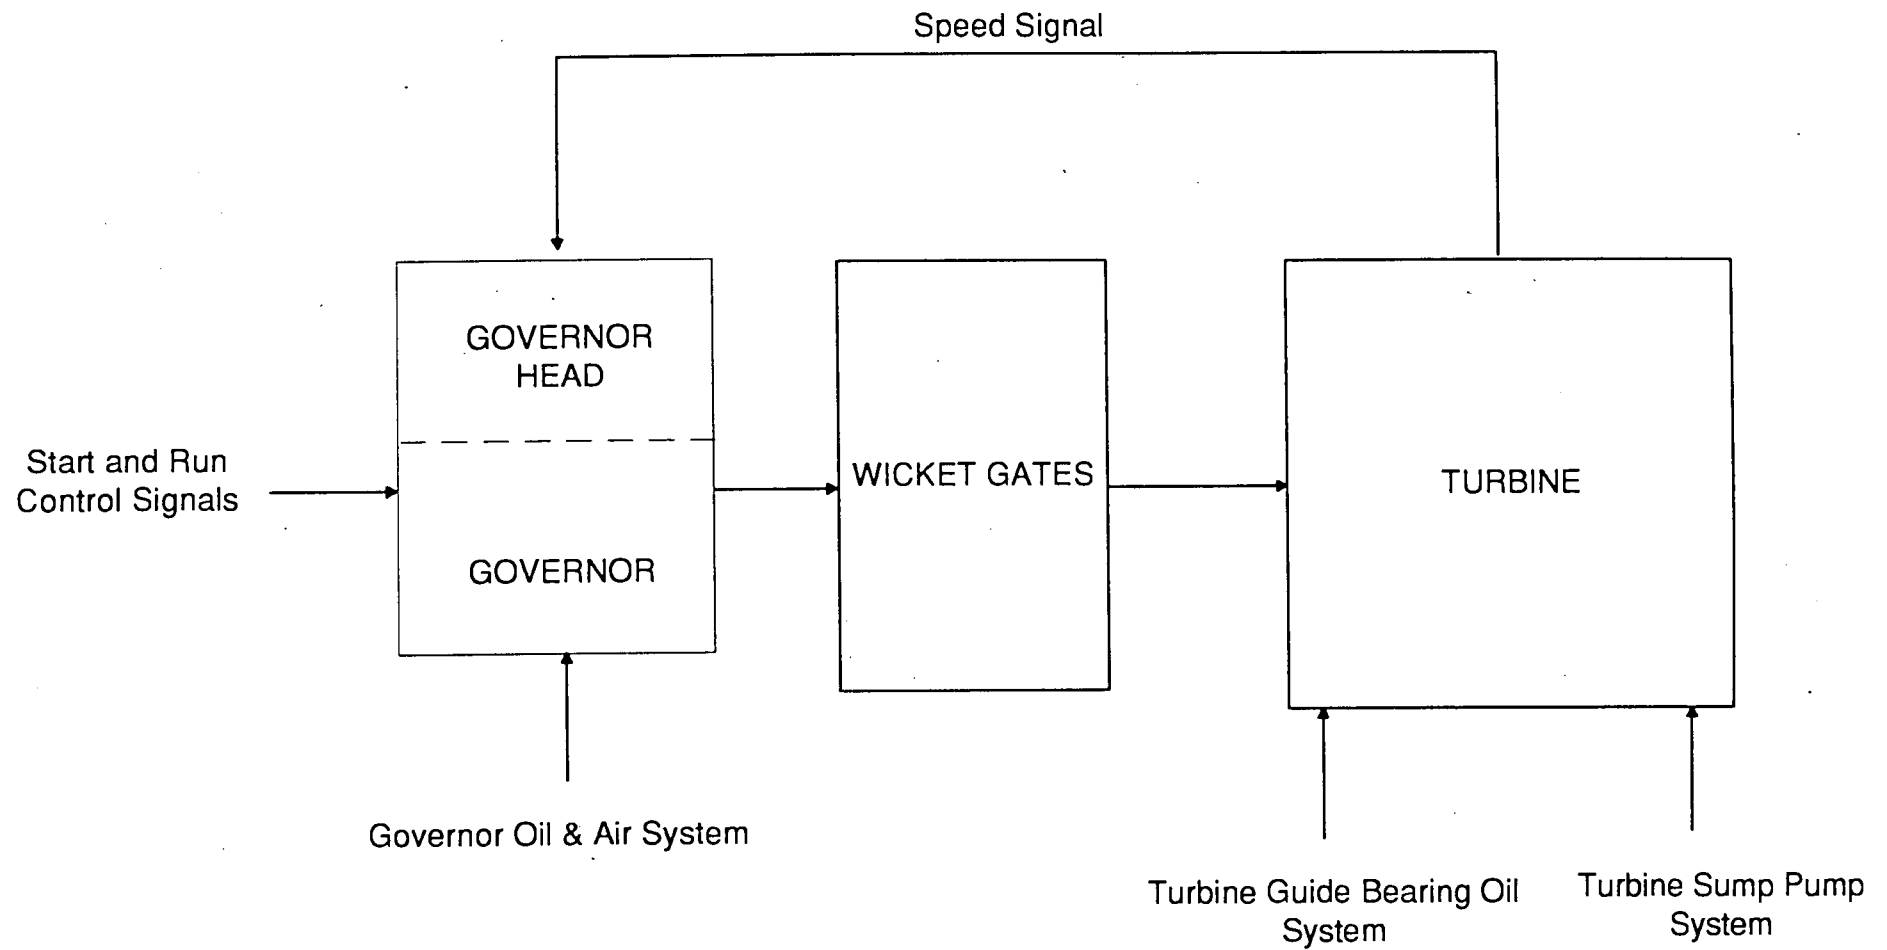 Speed Signal
GOVERNOR
HEAD
Start and Run
Control Signals
GOVERNOR
WICKET GATES
TURBINE
Governor Oil & Air System
Turbine Guide Bearing Oil
System
Turbine Sump Pump
System